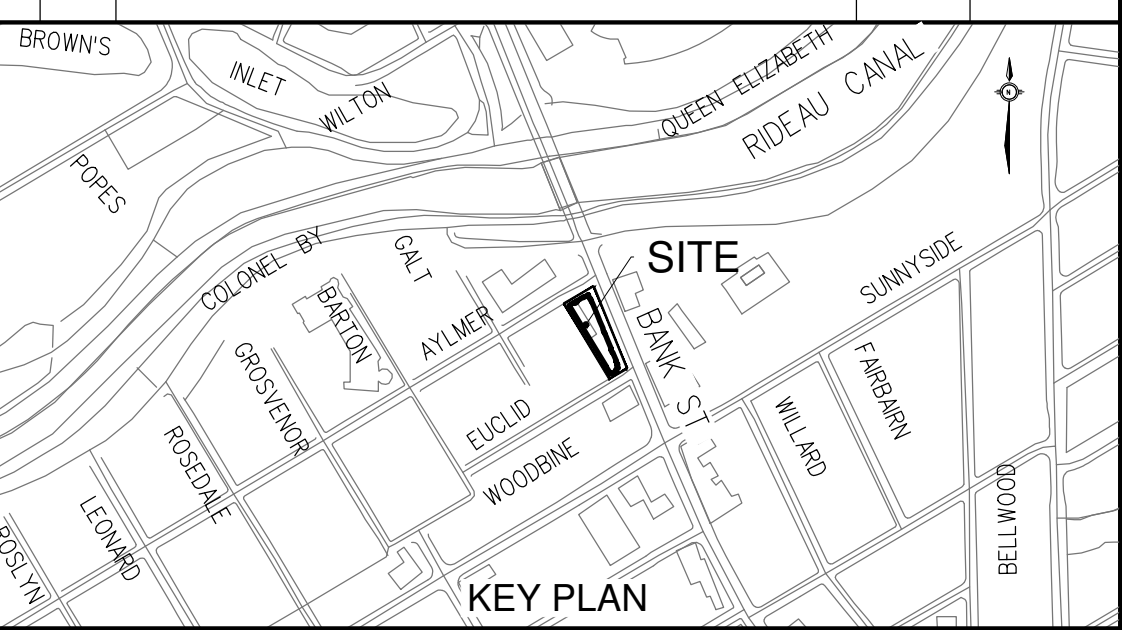 BROWN'S
INLET
WILTON
QUEEN ELIZABETH
RIDEAU CANAL
N
POPES
COLONEL BY
GALT
SITE
SUNNYSIDE
BARTON
AYLMER
BANK ST
GROSVENOR
FAIRBAIRN
EUCLID
WILLARD
WOODBINE
ROSEDALE
LEONARD
BELLWOOD
ROSLYN
KEY PLAN